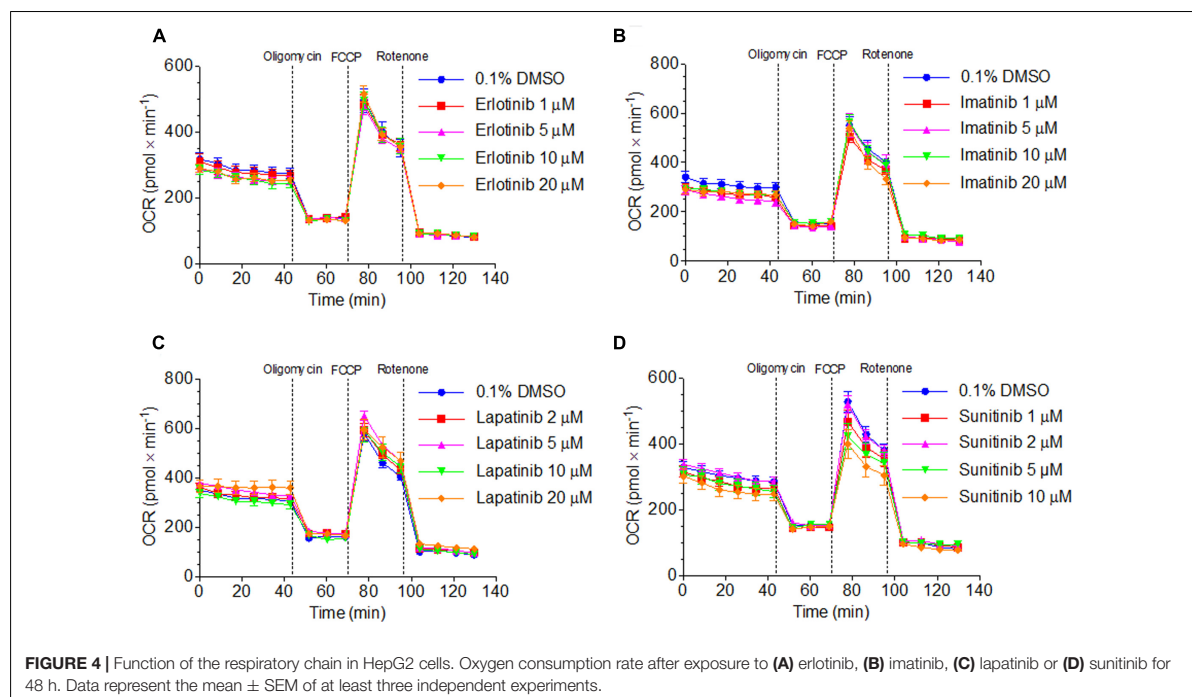 A
Oligomycin FCCP Rotenone
600
400
200
0
OCR (pmol × min⁻¹)
0 20 40 60 80 100 120 140
Time (min)
0.1% DMSO
Erlotinib 1 µM
Erlotinib 5 µM
Erlotinib 10 µM
Erlotinib 20 µM
B
Oligomycin FCCP Rotenone
800
600
400
200
0
OCR (pmol × min⁻¹)
0 20 40 60 80 100 120 140
Time (min)
0.1% DMSO
Imatinib 1 µM
Imatinib 5 µM
Imatinib 10 µM
Imatinib 20 µM
C
Oligomycin FCCP Rotenone
800
600
400
200
0
OCR (pmol × min⁻¹)
0 20 40 60 80 100 120 140
Time (min)
0.1% DMSO
Lapatinib 2 µM
Lapatinib 5 µM
Lapatinib 10 µM
Lapatinib 20 µM
D
Oligomycin FCCP Rotenone
600
400
200
0
OCR (pmol × min⁻¹)
0 20 40 60 80 100 120 140
Time (min)
0.1% DMSO
Sunitinib 1 µM
Sunitinib 2 µM
Sunitinib 5 µM
Sunitinib 10 µM
FIGURE 4 | Function of the respiratory chain in HepG2 cells. Oxygen consumption rate after exposure to (A) erlotinib, (B) imatinib, (C) lapatinib or (D) sunitinib for
48 h. Data represent the mean ± SEM of at least three independent experiments.